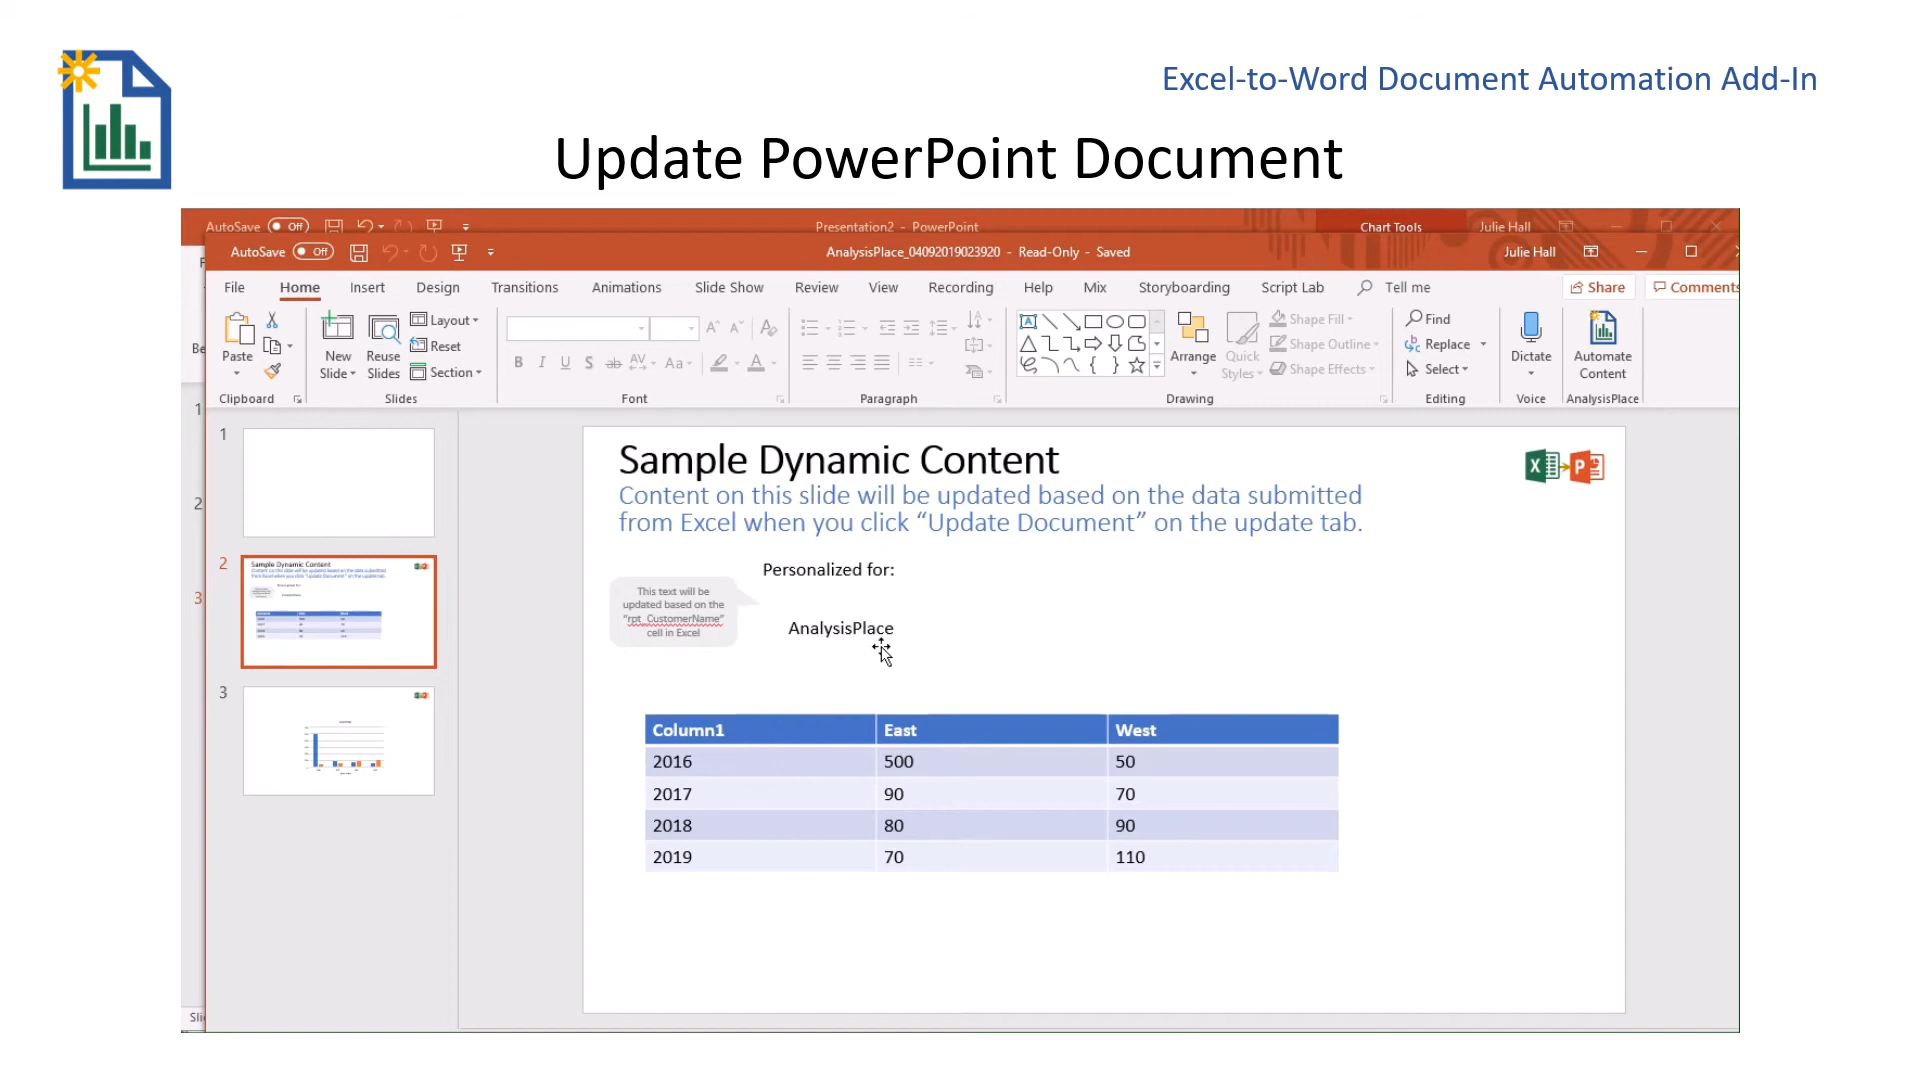 Excel-to-Word Document Automation Add-In
Update PowerPoint Document
AutoSave Off Presentation2 - PowerPoint Chart Tools Julie Hall
AutoSave Off AnalysisPlace_04092019023920 - Read-Only - Saved Julie Hall
File Home Insert Design Transitions Animations Slide Show Review View Recording Help Mix Storyboarding Script Lab Tell me Share Comments
Paste
New Slide
Reuse Slides
Layout
Reset
Section
B I U S ab AV Aa A
Arrange
Quick Styles
Shape Fill
Shape Outline
Shape Effects
Find
Replace
Select
Dictate
Automate Content
Clipboard Slides Font Paragraph Drawing Editing Voice AnalysisPlace
1
2
3
1
2
3
Sample Dynamic Content
Content on this slide will be updated based on the data submitted
from Excel when you click “Update Document” on the update tab.
Personalized for:
This text will be
updated based on the
“rpt_CustomerName”
cell in Excel
AnalysisPlace
Column1 East West
2016 500 50
2017 90 70
2018 80 90
2019 70 110